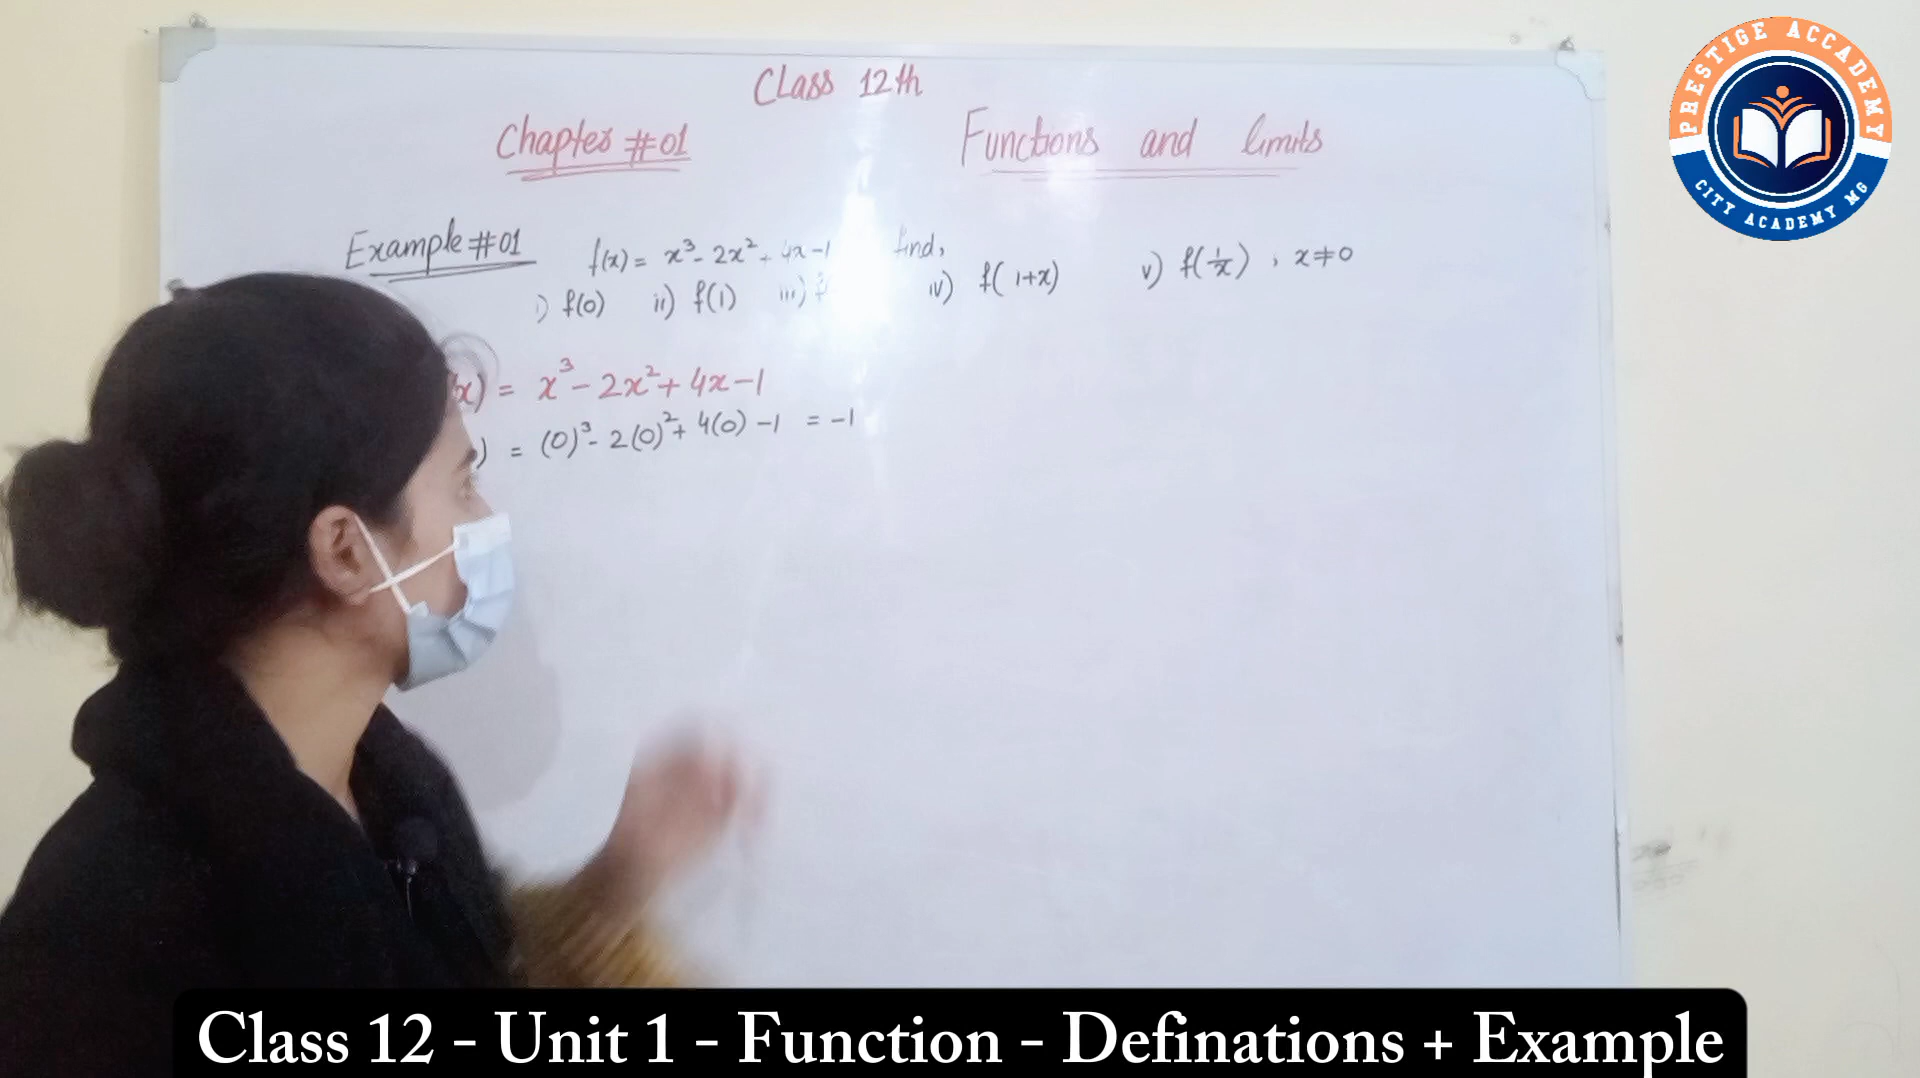 Class 12th
Chapter #01 Functions and limits
Example #01 f(x) = x³ - 2x² + 4x - 1 find,
i) f(0) ii) f(1) iii) f iv) f(1+x) v) f(1/x) , x ≠ 0
x) = x³ - 2x² + 4x - 1
) = (0)³ - 2(0)² + 4(0) - 1 = -1
PRESTIGE ACCADEMY
CITY ACADEMY MG
Class 12 - Unit 1 - Function - Definations + Example